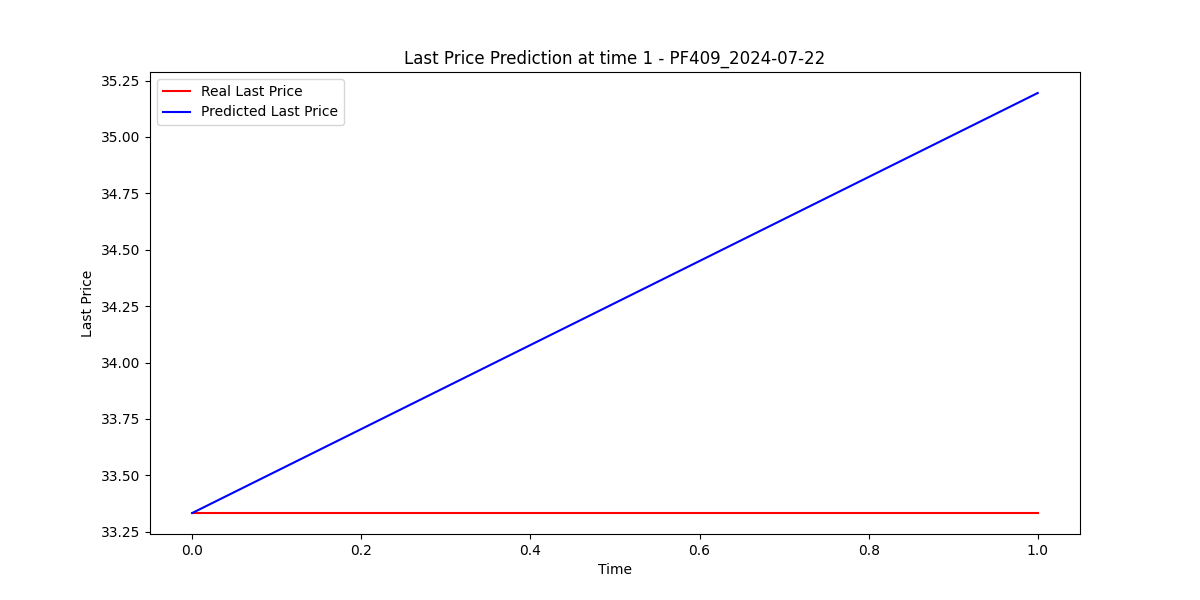 Last Price Prediction at time 1 - PF409_2024-07-22
Real Last Price
Predicted Last Price
35.25
35.00
34.75
34.50
34.25
34.00
33.75
33.50
33.25
Last Price
0.0 0.2 0.4 0.6 0.8 1.0
Time